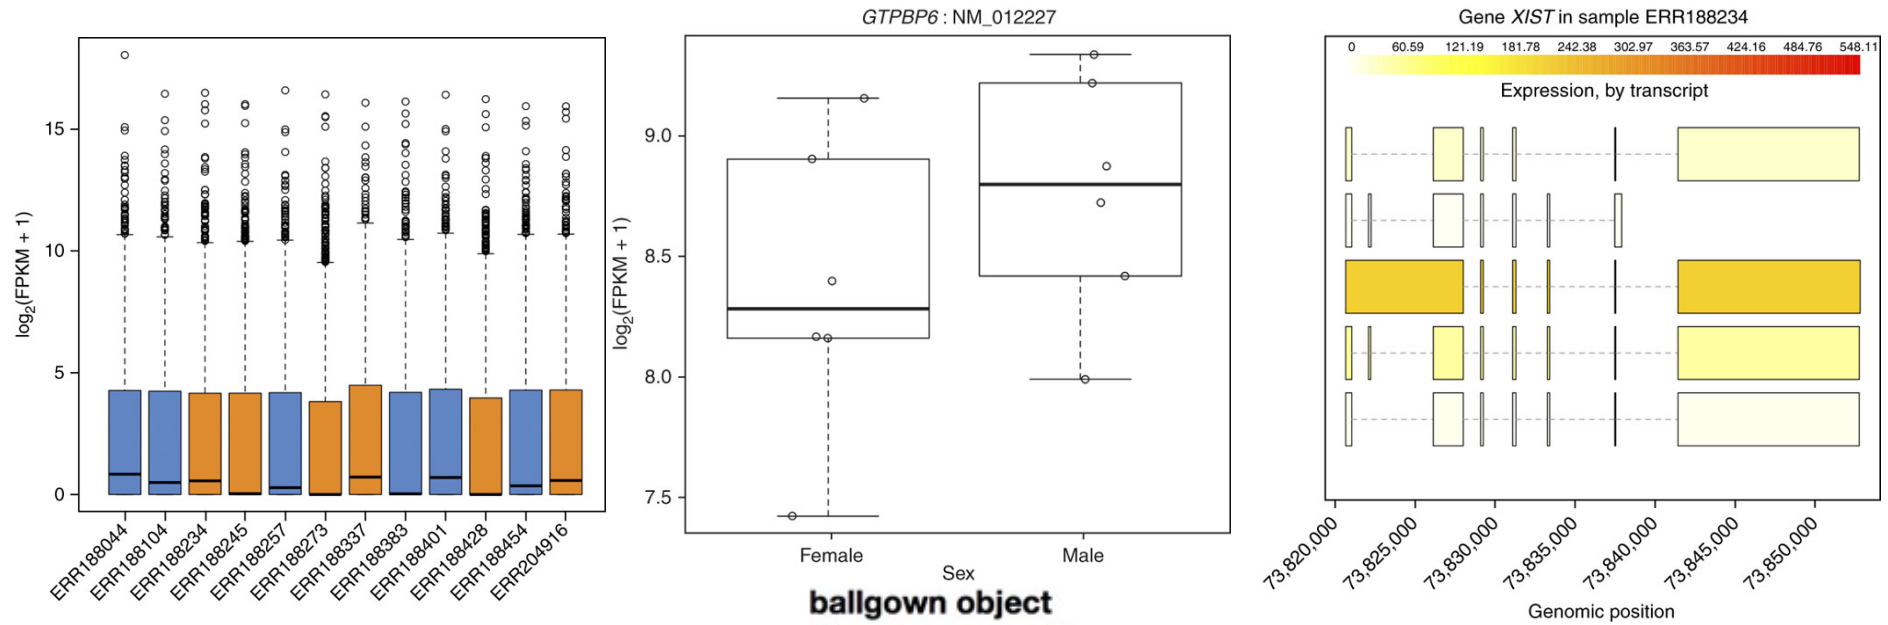 log2(FPKM + 1)
15
10
5
0
ERR188044
ERR188104
ERR188234
ERR188245
ERR188257
ERR188273
ERR188337
ERR188383
ERR188401
ERR188428
ERR188454
ERR204916
GTPBP6 : NM_012227
log2(FPKM + 1)
9.0
8.5
8.0
7.5
Female Male
Sex
ballgown object
Gene XIST in sample ERR188234
0 60.59 121.19 181.78 242.38 302.97 363.57 424.16 484.76 548.11
Expression, by transcript
73,820,000
73,825,000
73,830,000
73,835,000
73,840,000
73,845,000
73,850,000
Genomic position